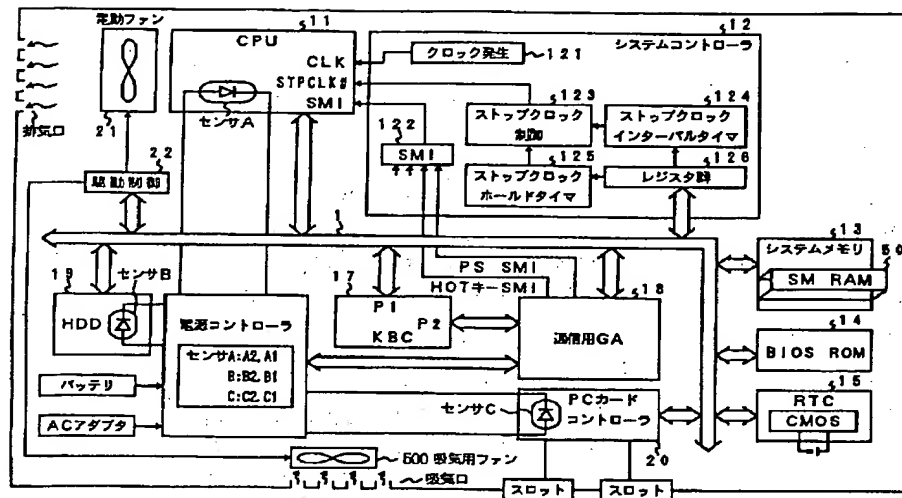 電動ファン
11
CPU
CLK
STPCLK#
SMI
センサA
12
システムコントローラ
クロック発生
121
123
ストップクロック
制御
124
ストップクロック
インターバルタイマ
122
SMI
125
ストップクロック
ホールドタイマ
126
レジスタ群
排気口
21
22
1
13
システムメモリ
50
SM RAM
PS SMI
HOTキーSMI
19
センサB
HDD
電源コントローラ
センサA:A2,A1
B:B2,B1
C:C2,C1
17
P1
P2
KBC
18
通信用GA
14
BIOS ROM
15
RTC
CMOS
バッテリ
ACアダプタ
センサC
PCカード
コントローラ
20
500 吸気用ファン
吸気口
スロット
スロット